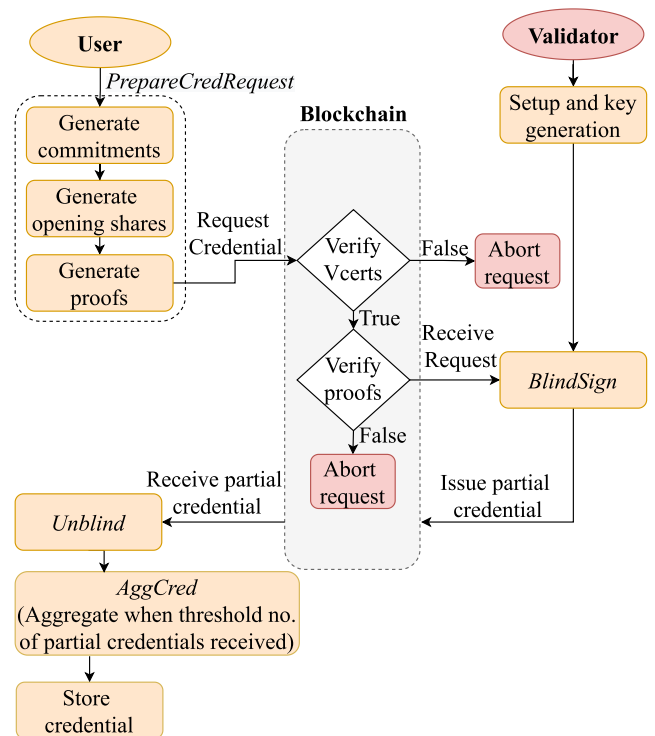 User
Validator
PrepareCredRequest
Generate
commitments
Generate
opening shares
Generate
proofs
Request
Credential
Blockchain
Setup and key
generation
Verify
Vcerts
False
Abort
request
True
Verify
proofs
Receive
Request
BlindSign
False
Abort
request
Issue partial
credential
Receive partial
credential
Unblind
AggCred
(Aggregate when threshold no.
of partial credentials received)
Store
credential